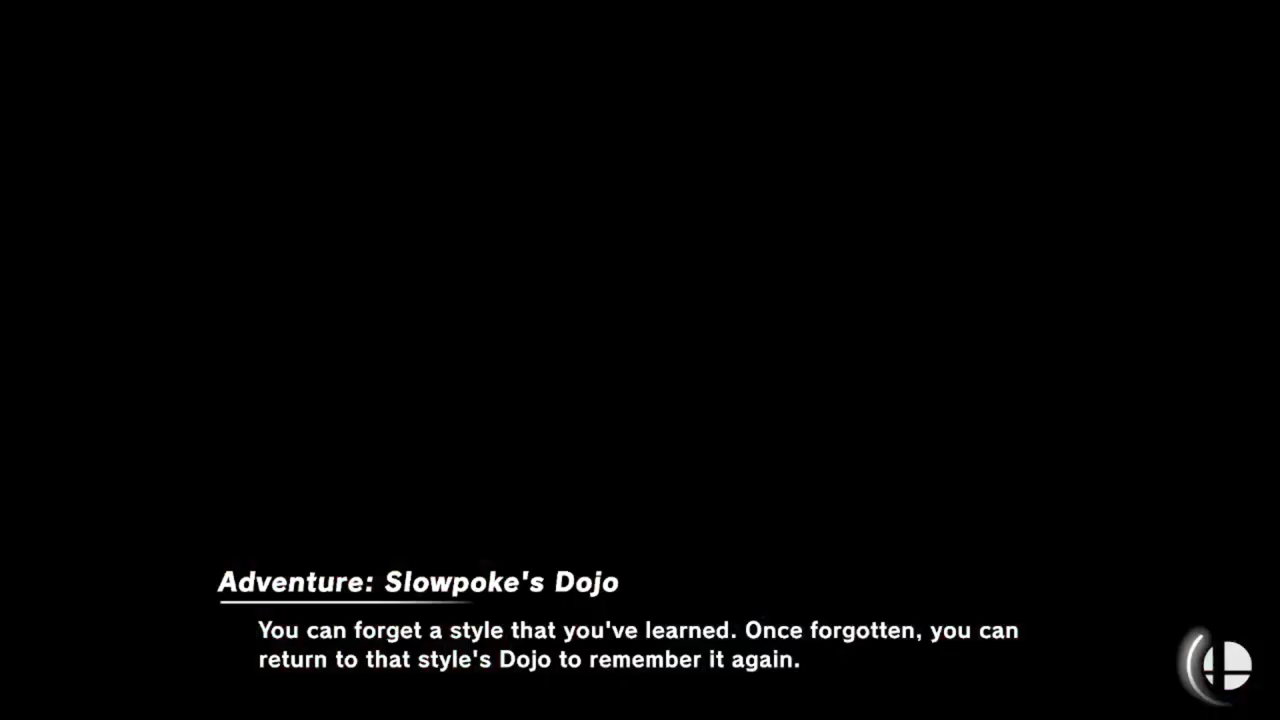 Adventure: Slowpoke's Dojo
You can forget a style that you've learned. Once forgotten, you can
return to that style's Dojo to remember it again.